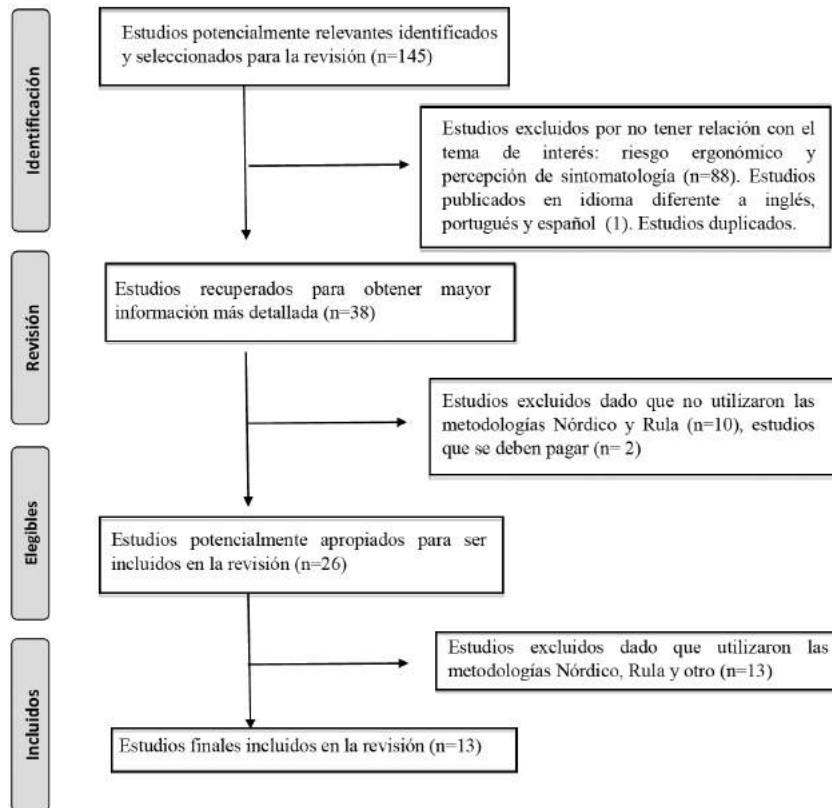 Identificación
Estudios potencialmente relevantes identificados
y seleccionados para la revisión (n=145)
Estudios excluidos por no tener relación con el
tema de interés: riesgo ergonómico y
percepción de sintomatología (n=88). Estudios
publicados en idioma diferente a inglés,
portugués y español (1). Estudios duplicados.
Revisión
Estudios recuperados para obtener mayor
información más detallada (n=38)
Estudios excluidos dado que no utilizaron las
metodologías Nórdico y Rula (n=10), estudios
que se deben pagar (n= 2)
Elegibles
Estudios potencialmente apropiados para ser
incluidos en la revisión (n=26)
Estudios excluidos dado que utilizaron las
metodologías Nórdico, Rula y otro (n=13)
Incluidos
Estudios finales incluidos en la revisión (n=13)